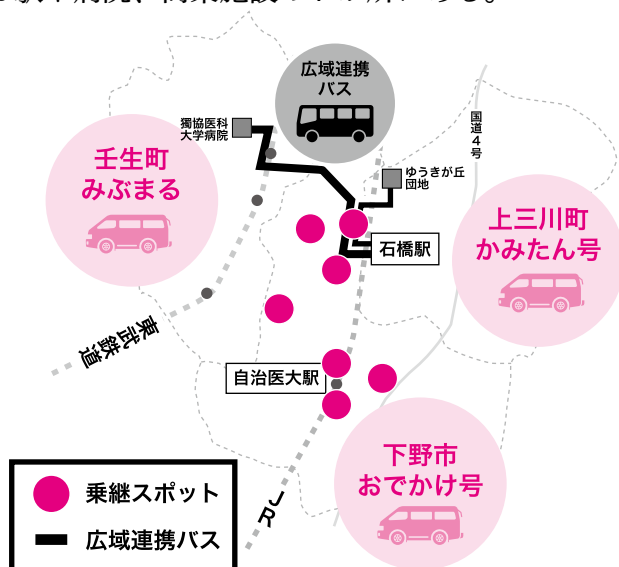 広域連携
バス
獨協医科
大学病院
国道4号
ゆうきが丘
団地
壬生町
みぶまる
上三川町
かみたん号
石橋駅
東武鉄道
自治医大駅
下野市
おでかけ号
JR
乗継スポット
広域連携バス